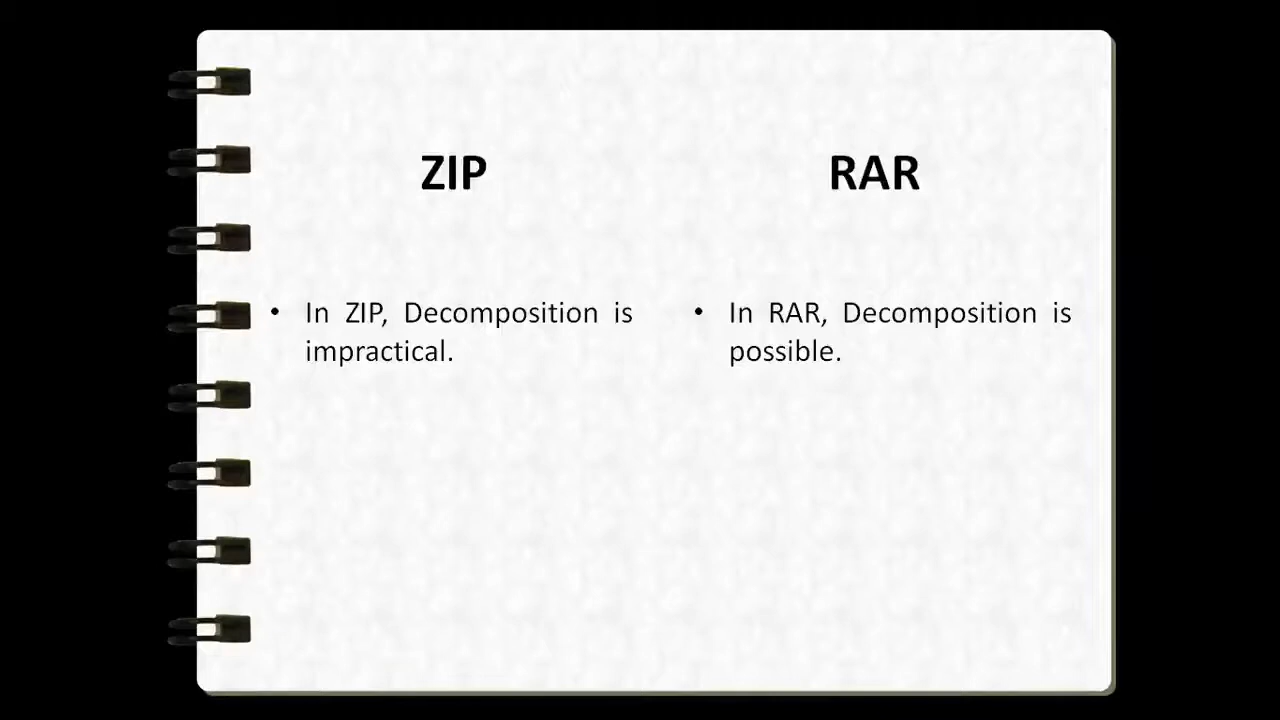 ZIP
RAR
• In ZIP, Decomposition is
impractical.
• In RAR, Decomposition is
possible.